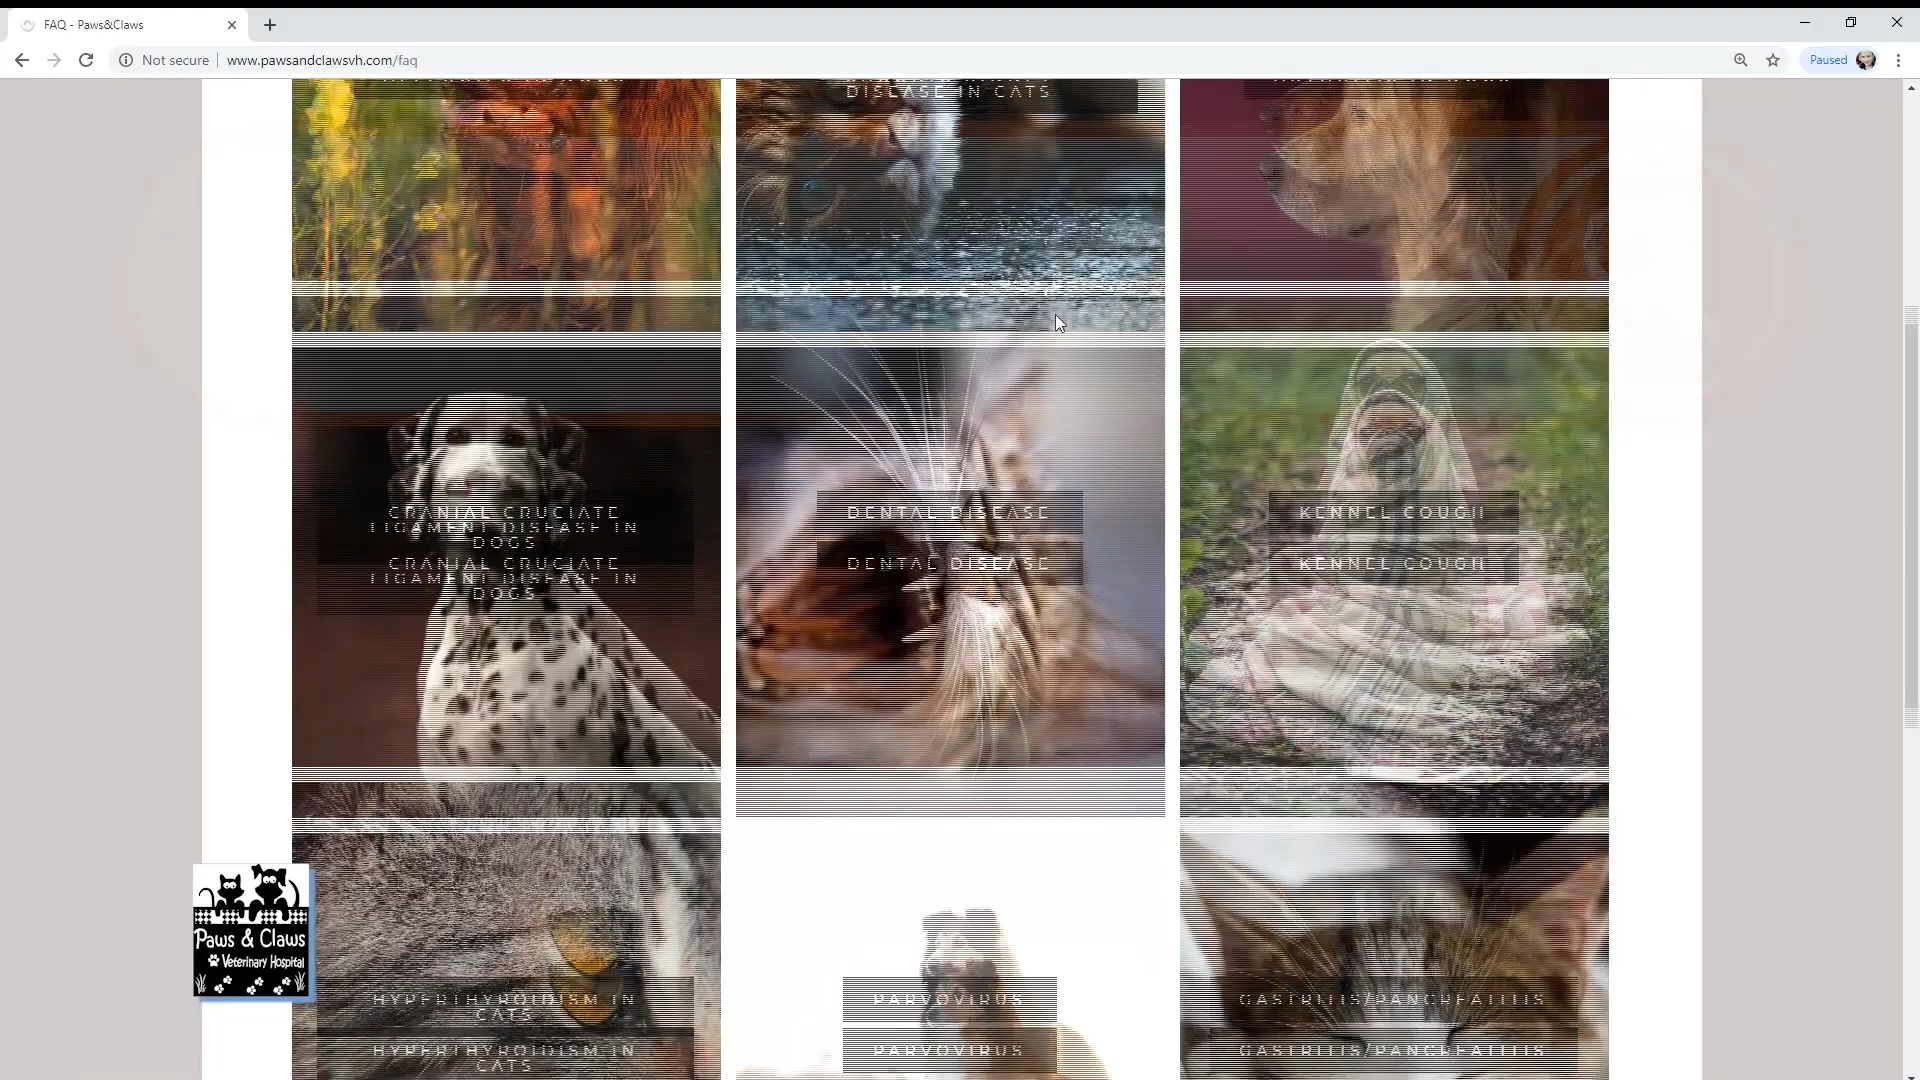 FAQ - Paws&Claws
Not secure
www.pawsandclawsvh.com/faq
Paused
DISEASE IN CATS
CRANIAL CRUCIATE
LIGAMENT DISEASE IN
DOGS
CRANIAL CRUCIATE
LIGAMENT DISEASE IN
DOGS
DENTAL DISEASE
DENTAL DISEASE
KENNEL COUGH
KENNEL COUGH
Paws & Claws
Veterinary Hospital
HYPERTHYROIDISM IN
CATS
HYPERTHYROIDISM IN
CATS
PARVOVIRUS
PARVOVIRUS
GASTRITIS/PANCREATITIS
GASTRITIS/PANCREATITIS